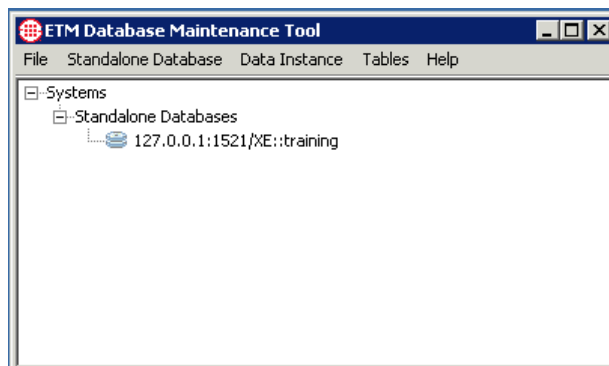 ETM Database Maintenance Tool
File Standalone Database Data Instance Tables Help
Systems
Standalone Databases
127.0.0.1:1521/XE::training